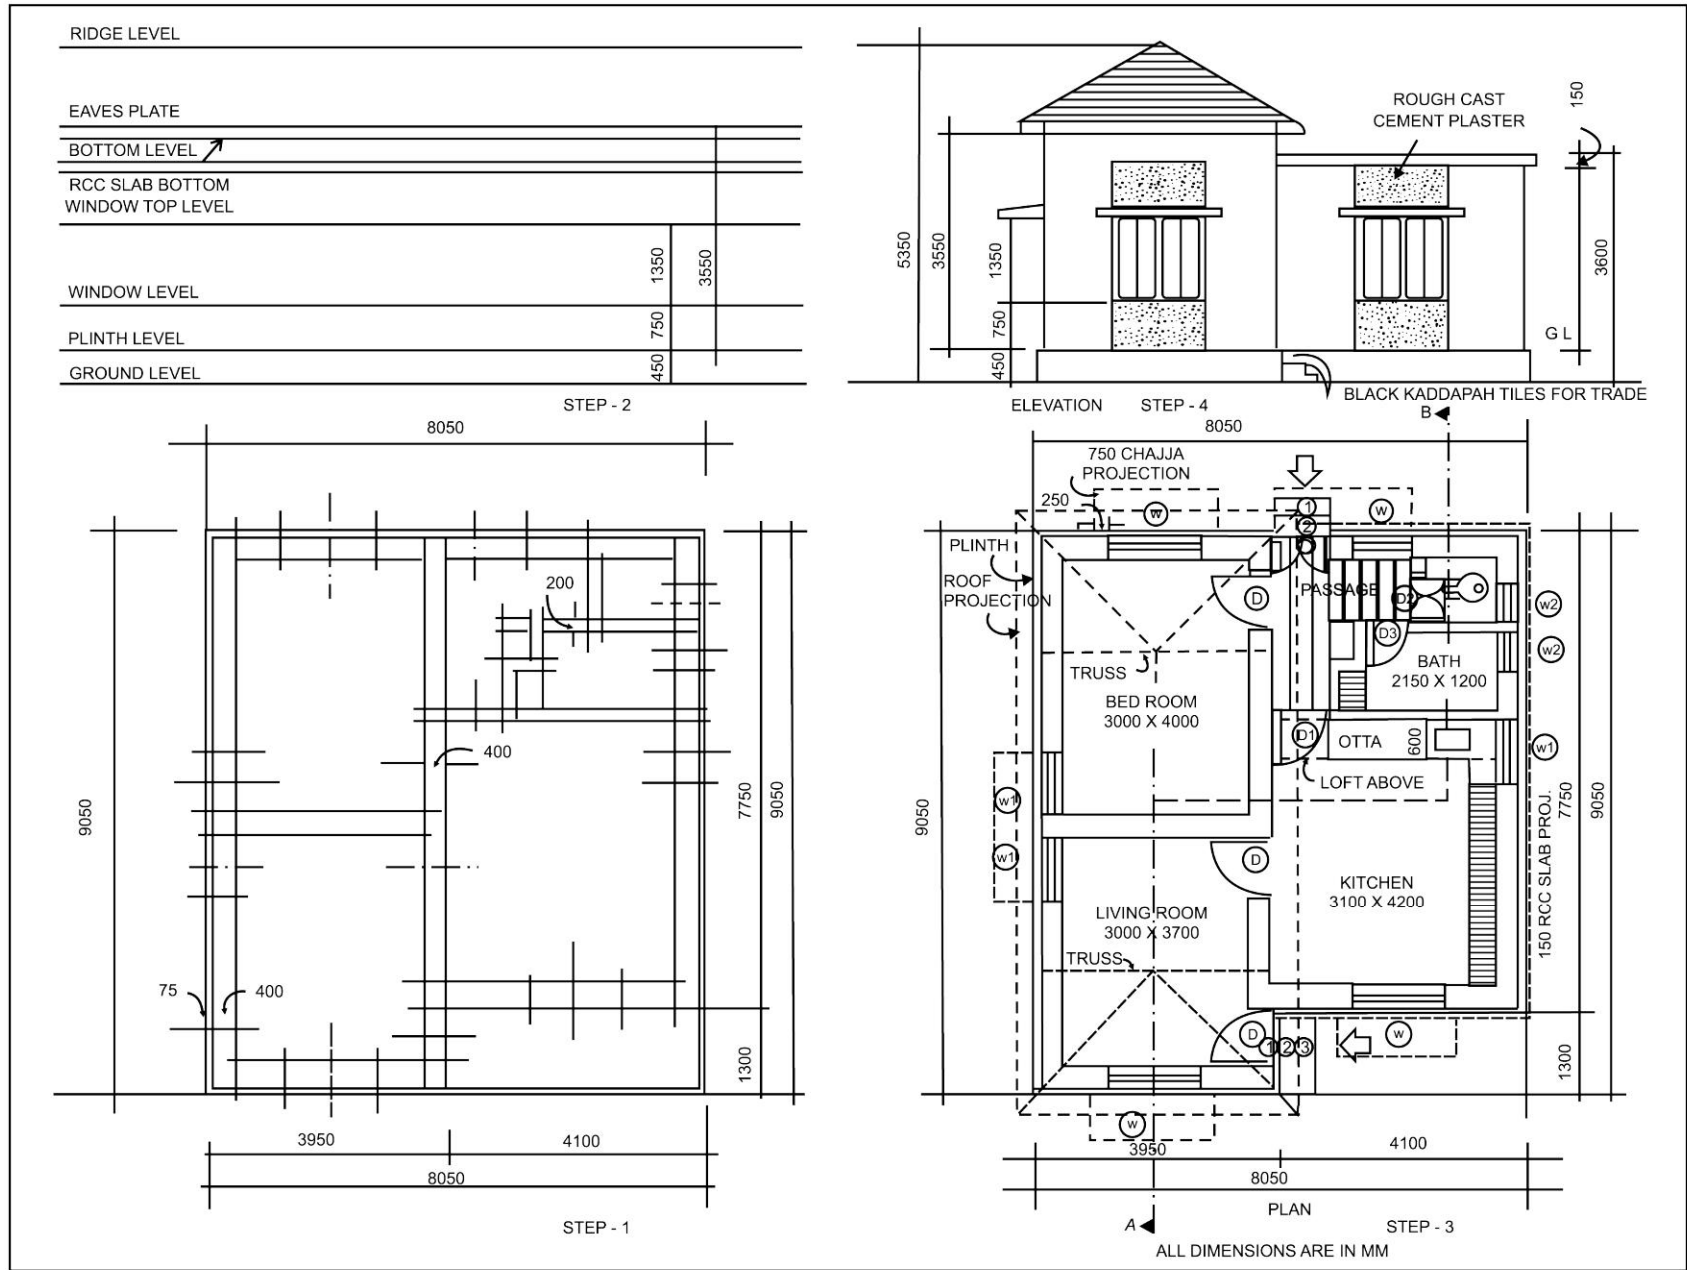 RIDGE LEVEL
EAVES PLATE
BOTTOM LEVEL
RCC SLAB BOTTOM
WINDOW TOP LEVEL
WINDOW LEVEL
PLINTH LEVEL
GROUND LEVEL
1350
3550
750
450
STEP - 2
ROUGH CAST
CEMENT PLASTER
150
5350
3550
1350
750
450
3600
G L
BLACK KADDAPAH TILES FOR TRADE
ELEVATION
STEP - 4
8050
200
400
9050
7750
9050
75
400
1300
3950
4100
8050
STEP - 1
B
8050
750 CHAJJA
PROJECTION
250
W
1
W
2
PLINTH
ROOF
PROJECTION
PASSAGE
D
D2
W2
D3
W2
TRUSS
BATH
2150 X 1200
BED ROOM
3000 X 4000
D1
OTTA
600
W1
LOFT ABOVE
W1
9050
150 RCC SLAB PROJ.
7750
9050
W1
D
KITCHEN
3100 X 4200
LIVING ROOM
3000 X 3700
TRUSS
D
1
2
3
W
1300
W
3950
4100
8050
PLAN
A
STEP - 3
ALL DIMENSIONS ARE IN MM